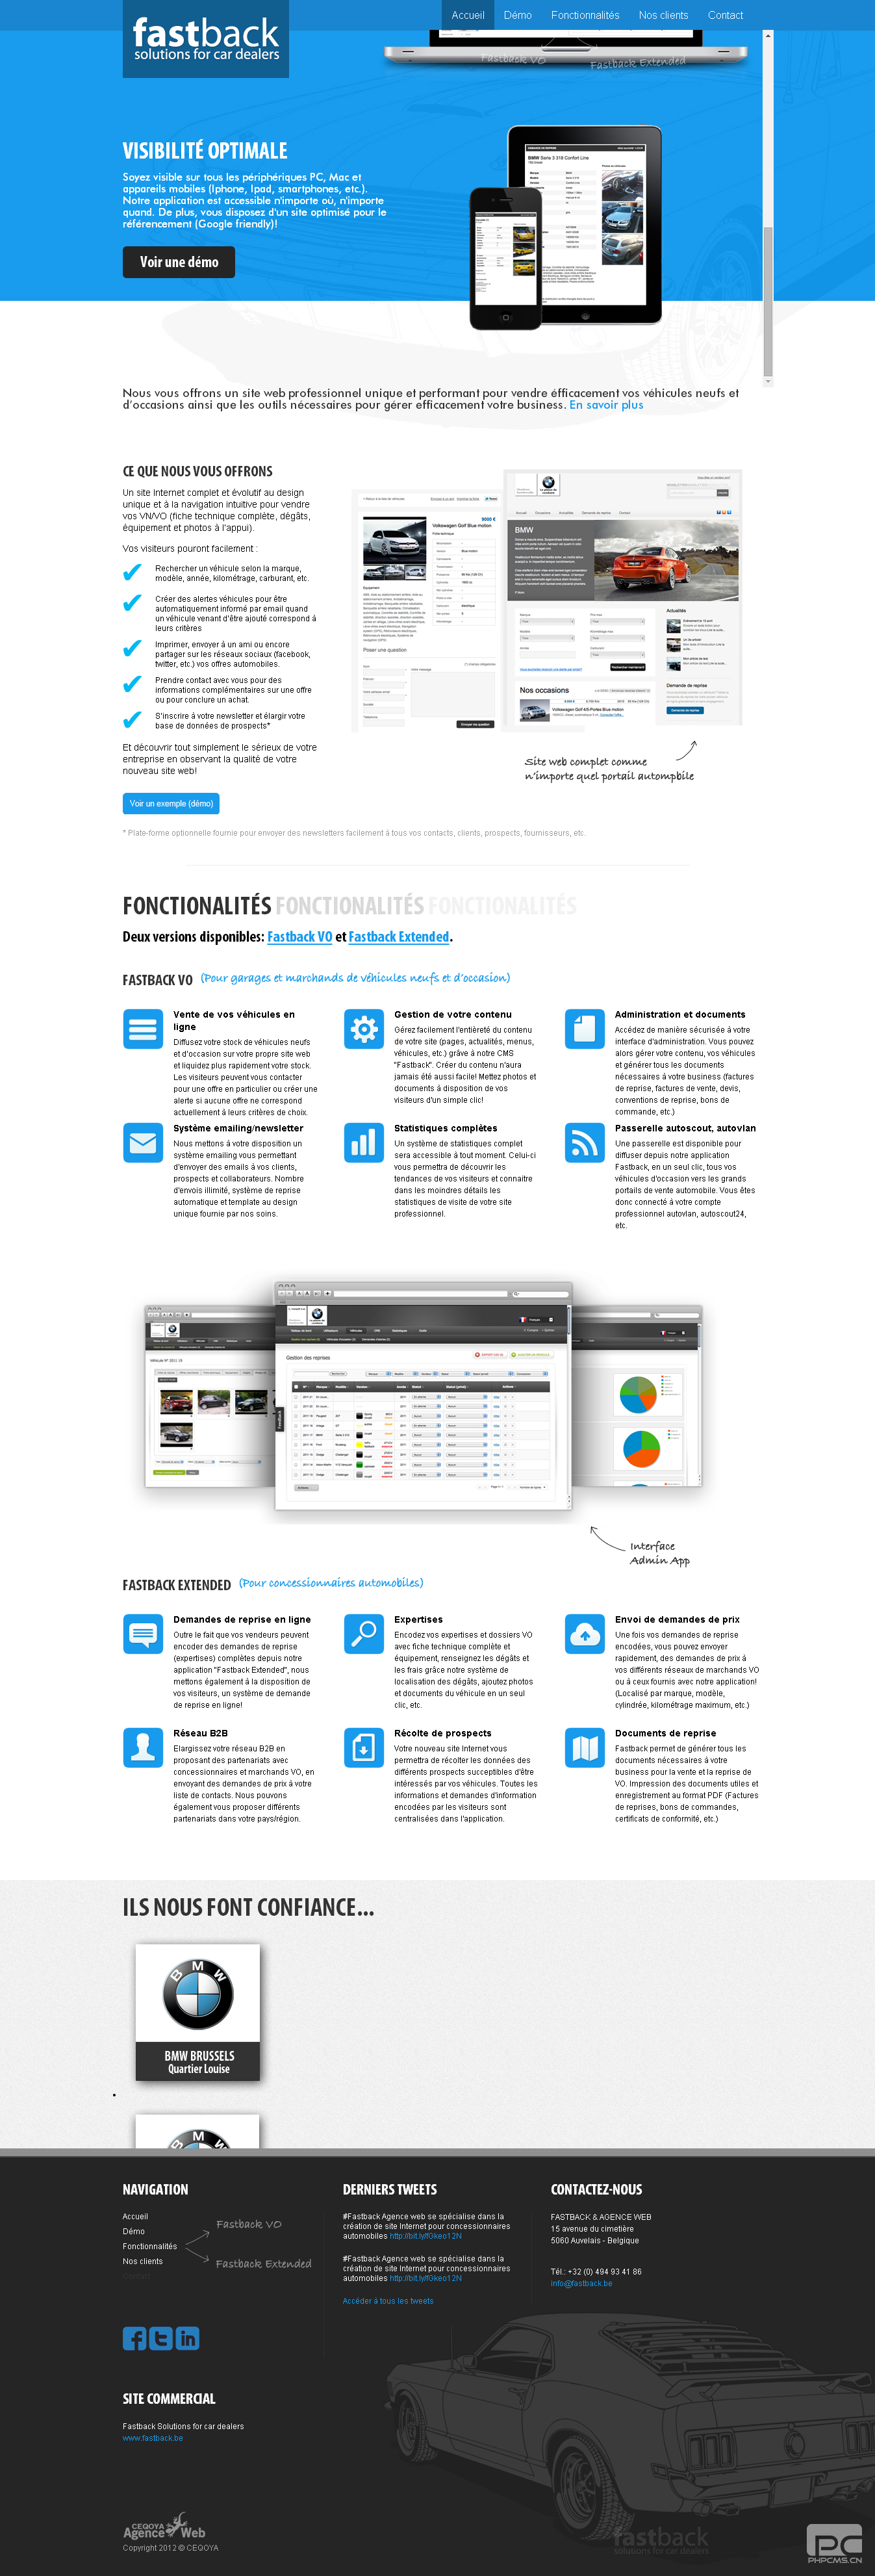 fastback
solutions for car dealers
Accueil
Démo
Fonctionnalités
Nos clients
Contact
Fastback VO
Fastback Extended
VISIBILITÉ OPTIMALE
Soyez visible sur tous les périphériques PC, Mac et
appareils mobiles (Iphone, Ipad, smartphones, etc.).
Notre application est accessible n'importe où, n'importe
quand. De plus, vous disposez d'un site optimisé pour le
référencement (Google friendly)!
Voir une démo
Nous vous offrons un site web professionnel unique et performant pour vendre éfficacement vos véhicules neufs et
d'occasions ainsi que les outils nécessaires pour gérer efficacement votre business. En savoir plus
CE QUE NOUS VOUS OFFRONS
Un site Internet complet et évolutif au design
unique et à la navigation intuitive pour vendre
vos VN/VO (fiche technique complète, dégâts,
équipement et photos à l'appui).
Vos visiteurs pouront facilement :
Rechercher un véhicule selon la marque,
modèle, année, kilométrage, carburant, etc.
Créer des alertes véhicules pour être
automatiquement informé par email quand
un véhicule venant d'être ajouté correspond à
leurs critères
Imprimer, envoyer à un ami ou encore
partager sur les réseaux sociaux (facebook,
twitter, etc.) vos offres automobiles.
Prendre contact avec vous pour des
informations complémentaires sur une offre
ou pour conclure un achat.
S'inscrire à votre newsletter et élargir votre
base de données de prospects*
Et découvrir tout simplement le sérieux de votre
entreprise en observant la qualité de votre
nouveau site web!
Volkswagen Golf Blue motion
BMW
Poser une question
Actualités
Nos occasions
Demande de reprise
Site web complet comme
n'importe quel portail autompbile
Voir un exemple (démo)
* Plate-forme optionnelle fournie pour envoyer des newsletters facilement à tous vos contacts, clients, prospects, fournisseurs, etc.
FONCTIONALITÉS FONCTIONALITÉS FONCTIONALITÉS
Deux versions disponibles: Fastback VO et Fastback Extended.
FASTBACK VO (Pour garages et marchands de véhicules neufs et d'occasion)
Vente de vos véhicules en
ligne
Diffusez votre stock de véhicules neufs
et d'occasion sur votre propre site web
et liquidez plus rapidement votre stock.
Les visiteurs peuvent vous contacter
pour une offre en particulier ou créer une
alerte si aucune offre ne correspond
actuellement à leurs critères de choix.
Gestion de votre contenu
Gérez facilement l'entièreté du contenu
de votre site (pages, actualités, menus,
véhicules, etc.) grâve à notre CMS
"Fastback". Créer du contenu n'aura
jamais été aussi facile! Mettez photos et
documents à disposition de vos
visiteurs d'un simple clic!
Administration et documents
Accédez de manière sécurisée à votre
interface d'administration. Vous pouvez
alors gérer votre contenu, vos véhicules
et générer tous les documents
nécessaires à votre business (factures
de reprise, factures de vente, devis,
conventions de reprise, bons de
commande, etc.)
Système emailing/newsletter
Nous mettons à votre disposition un
système emailing vous permettant
d'envoyer des emails à vos clients,
prospects et collaborateurs. Nombre
d'envois illimité, système de reprise
automatique et template au design
unique fournie par nos soins.
Statistiques complètes
Un système de statistiques complet
sera accessible à tout moment. Celui-ci
vous permettra de découvrir les
tendances de vos visiteurs et connaitre
dans les moindres détails les
statistiques de visite de votre site
professionnel.
Passerelle autoscout, autovlan
Une passerelle est disponible pour
diffuser depuis notre application
Fastback, en un seul clic, tous vos
véhicules d'occasion vers les grands
portails de vente automobile. Vous êtes
donc connecté à votre compte
professionnel autovlan, autoscout24,
etc.
Gestion des reprises
Interface
Admin App
FASTBACK EXTENDED (Pour concessionnaires automobiles)
Demandes de reprise en ligne
Outre le fait que vos vendeurs peuvent
encoder des demandes de reprise
(expertises) complètes depuis notre
application "Fastback Extended", nous
mettons également à la disposition de
vos visiteurs, un système de demande
de reprise en ligne!
Expertises
Encodez vos expertises et dossiers VO
avec fiche technique complète et
équipement, renseignez les dégâts et
les frais grâce notre système de
localisation des dégâts, ajoutez photos
et documents du véhicule en un seul
clic, etc.
Envoi de demandes de prix
Une fois vos demandes de reprise
encodées, vous pouvez envoyer
rapidement, des demandes de prix à
vos différents réseaux de marchands VO
ou à ceux fournis avec notre application!
(Localisé par marque, modèle,
cylindrée, kilométrage maximum, etc.)
Réseau B2B
Elargissez votre réseau B2B en
proposant des partenariats avec
concessionnaires et marchands VO, en
envoyant des demandes de prix à votre
liste de contacts. Nous pouvons
également vous proposer différents
partenariats dans votre pays/région.
Récolte de prospects
Votre nouveau site Internet vous
permettra de récolter les données des
différents prospects succeptibles d'être
intéressés par vos véhicules. Toutes les
informations et demandes d'information
encodées par les visiteurs sont
centralisées dans l'application.
Documents de reprise
Fastback permet de générer tous les
documents nécessaires à votre
business pour la vente et la reprise de
VO. Impression des documents utiles et
enregistrement au format PDF (Factures
de reprises, bons de commandes,
certificats de conformité, etc.)
ILS NOUS FONT CONFIANCE...
BMW
BMW BRUSSELS
Quartier Louise
NAVIGATION
Accueil
Démo
Fonctionnalités
Nos clients
Contact
Fastback VO
Fastback Extended
DERNIERS TWEETS
#Fastback Agence web se spécialise dans la
création de site Internet pour concessionnaires
automobiles http://bit.ly/fGkeo12N
#Fastback Agence web se spécialise dans la
création de site Internet pour concessionnaires
automobiles http://bit.ly/fGkeo12N
Accéder à tous les tweets
CONTACTEZ-NOUS
FASTBACK & AGENCE WEB
15 avenue du cimetière
5060 Auvelais - Belgique
Tél.: +32 (0) 494 93 41 86
info@fastback.be
SITE COMMERCIAL
Fastback Solutions for car dealers
www.fastback.be
CEQOYA
Agence Web
Copyright 2012 © CEQOYA
fastback
solutions for car dealers
PHPCMS.CN